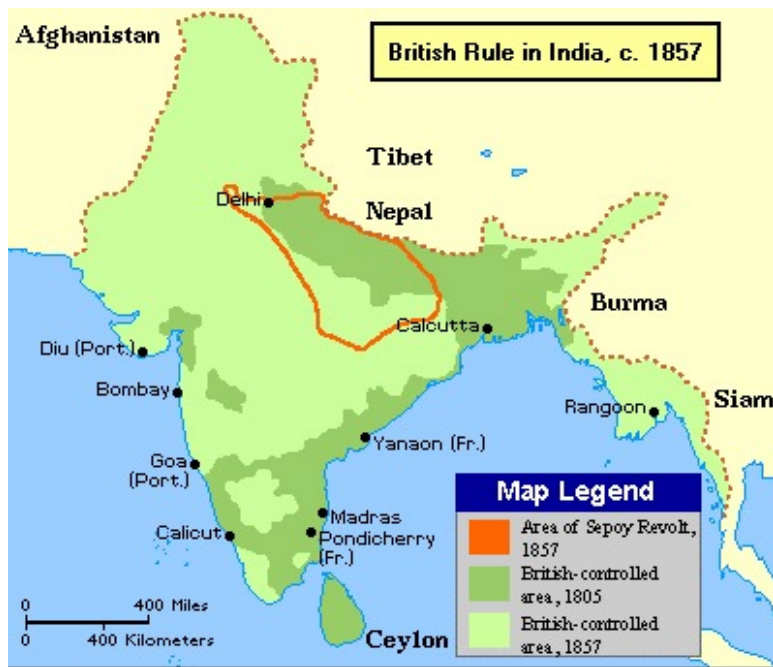 Afghanistan
British Rule in India, c. 1857
Tibet
Delhi
Nepal
Burma
Calcutta
Diu (Port.)
Bombay
Siam
Rangoon
Yanaon (Fr.)
Goa
(Port.)
Map Legend
Madras
Area of Sepoy Revolt,
1857
Calicut
Pondicherry
(Fr.)
British-controlled
area, 1805
0 400 Miles
0 400 Kilometers
Ceylon
British-controlled
area, 1857